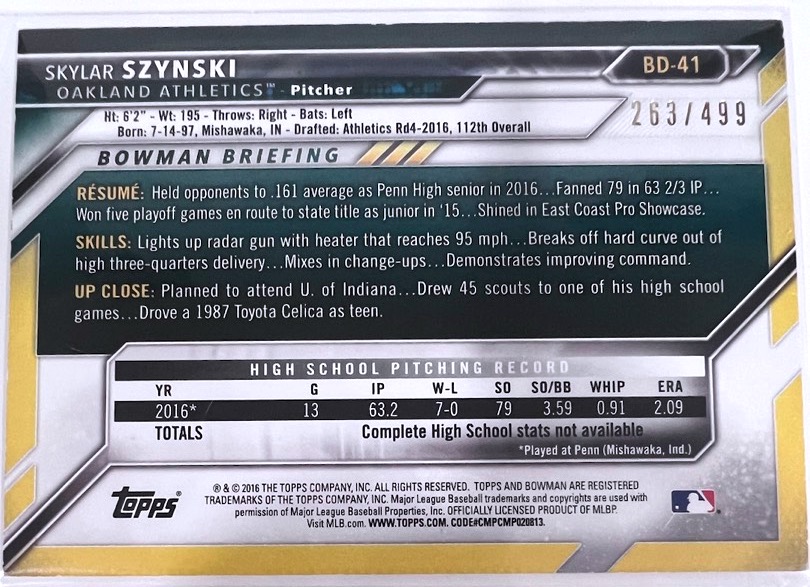 SKYLAR SZYNSKI
BD-41
OAKLAND ATHLETICS™ - Pitcher
263/499
Ht: 6'2" - Wt: 195 - Throws: Right - Bats: Left
Born: 7-14-97, Mishawaka, IN - Drafted: Athletics Rd4-2016, 112th Overall
BOWMAN BRIEFING
RÉSUMÉ: Held opponents to .161 average as Penn High senior in 2016...Fanned 79 in 63 2/3 IP...
Won five playoff games en route to state title as junior in '15...Shined in East Coast Pro Showcase.
SKILLS: Lights up radar gun with heater that reaches 95 mph...Breaks off hard curve out of
high three-quarters delivery...Mixes in change-ups...Demonstrates improving command.
UP CLOSE: Planned to attend U. of Indiana...Drew 45 scouts to one of his high school
games...Drove a 1987 Toyota Celica as teen.
HIGH SCHOOL PITCHING RECORD
YR G IP W-L SO SO/BB WHIP ERA
2016* 13 63.2 7-0 79 3.59 0.91 2.09
TOTALS Complete High School stats not available
*Played at Penn (Mishawaka, Ind.)
Topps®
® & © 2016 THE TOPPS COMPANY, INC. ALL RIGHTS RESERVED. TOPPS AND BOWMAN ARE REGISTERED
TRADEMARKS OF THE TOPPS COMPANY, INC. Major League Baseball trademarks and copyrights are used with
permission of Major League Baseball Properties, Inc. OFFICIALLY LICENSED PRODUCT OF MLBP.
Visit MLB.com. WWW.TOPPS.COM. CODE#CMPCMP020813.